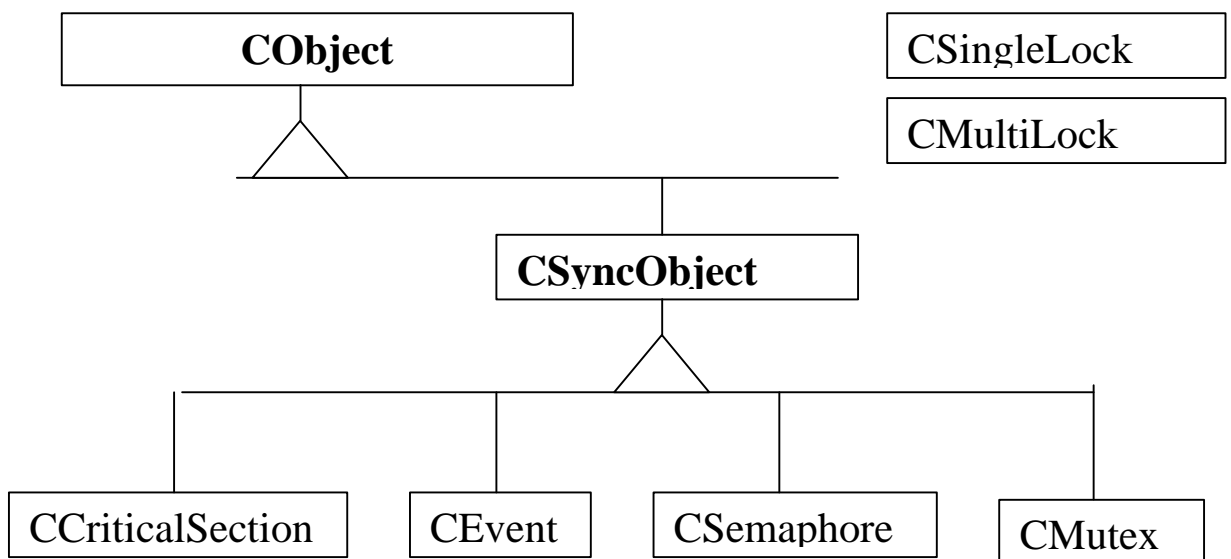 CObject
CSingleLock
CMultiLock
CSyncObject
CCriticalSection
CEvent
CSemaphore
CMutex